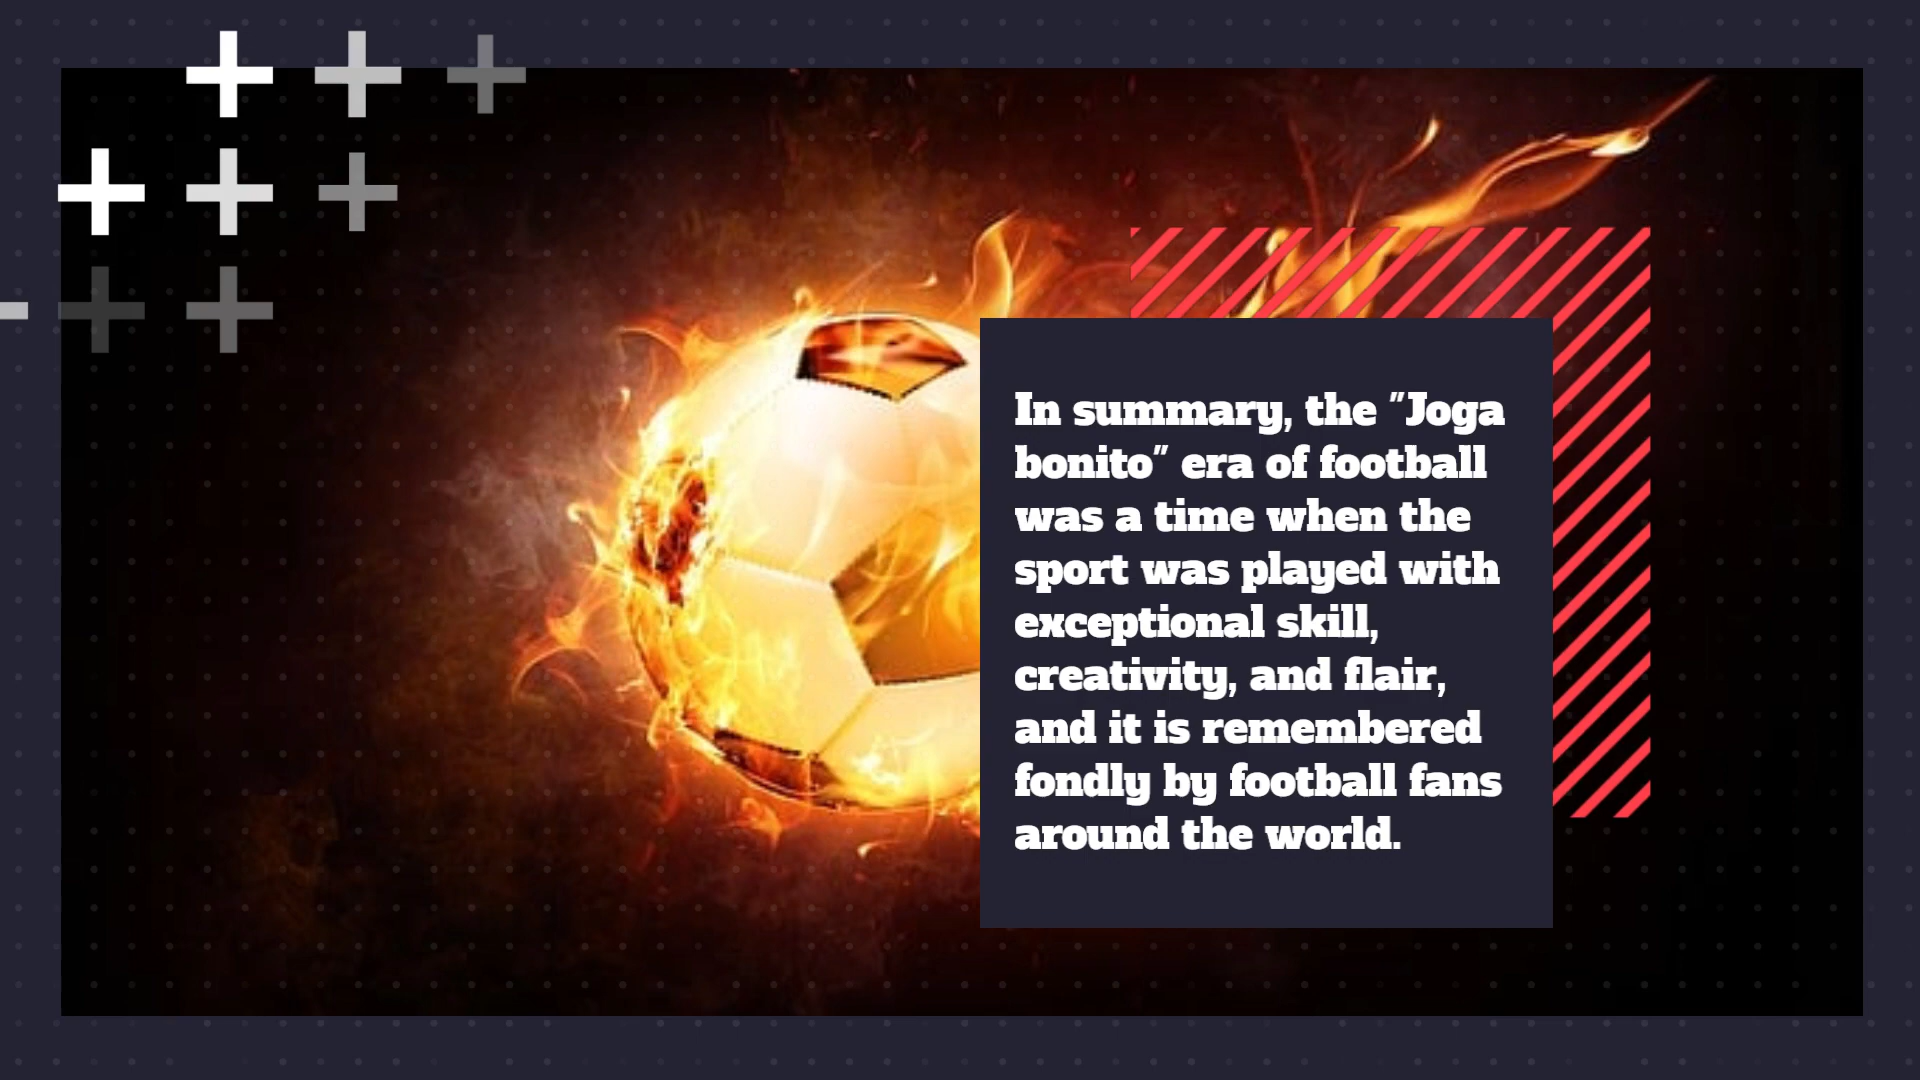 In summary, the "Joga
bonito" era of football
was a time when the
sport was played with
exceptional skill,
creativity, and flair,
and it is remembered
fondly by football fans
around the world.